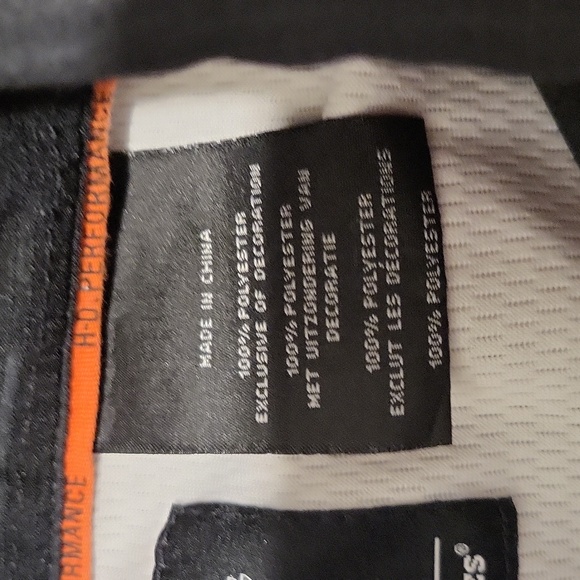 H-D PERFORMANCE
RMANCE
MADE IN CHINA
100% POLYESTER
EXCLUSIVE OF DECORATION
100% POLYESTER
MET UITZONDERING VAN
DECORATIE
100% POLYESTER
EXCLUT LES DÉCORATIONS
100% POLYESTER